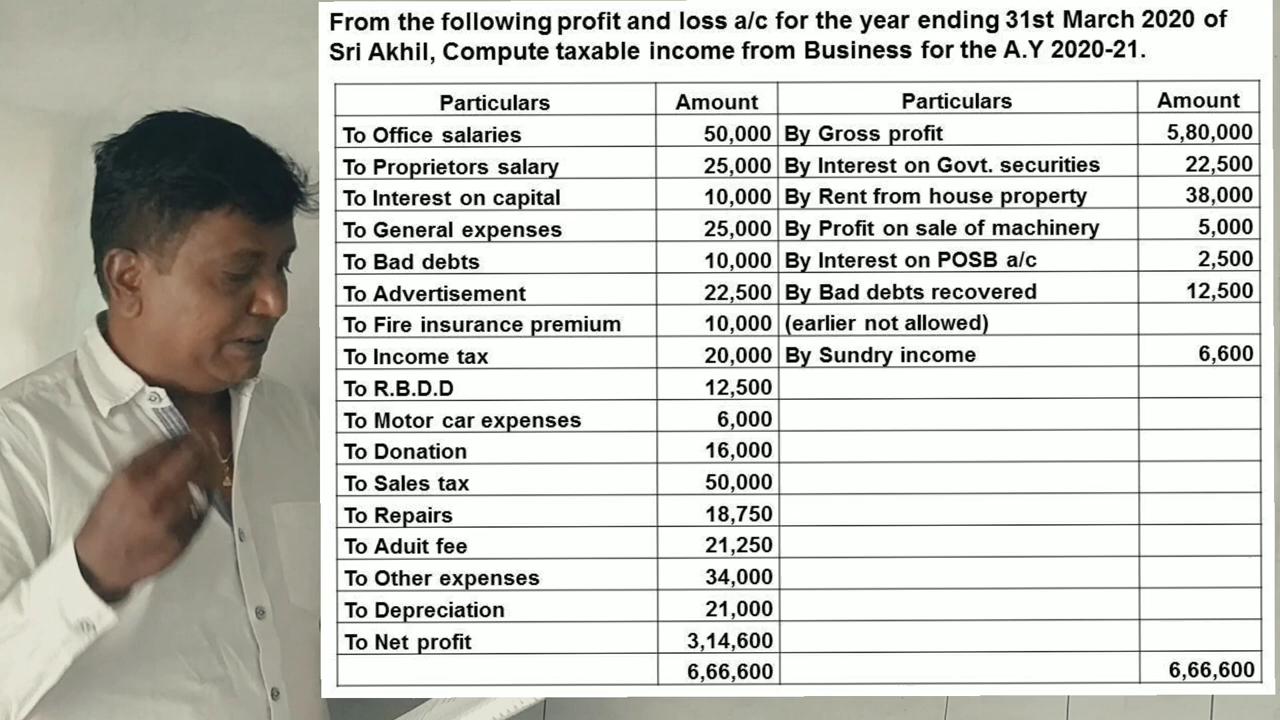 From the following profit and loss a/c for the year ending 31st March 2020 of
Sri Akhil, Compute taxable income from Business for the A.Y 2020-21.
Particulars Amount Particulars Amount
To Office salaries 50,000 By Gross profit 5,80,000
To Proprietors salary 25,000 By Interest on Govt. securities 22,500
To Interest on capital 10,000 By Rent from house property 38,000
To General expenses 25,000 By Profit on sale of machinery 5,000
To Bad debts 10,000 By Interest on POSB a/c 2,500
To Advertisement 22,500 By Bad debts recovered 12,500
To Fire insurance premium 10,000 (earlier not allowed)
To Income tax 20,000 By Sundry income 6,600
To R.B.D.D 12,500
To Motor car expenses 6,000
To Donation 16,000
To Sales tax 50,000
To Repairs 18,750
To Aduit fee 21,250
To Other expenses 34,000
To Depreciation 21,000
To Net profit 3,14,600
6,66,600 6,66,600